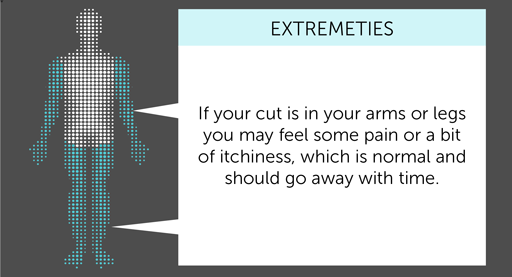 EXTREMETIES
If your cut is in your arms or legs
you may feel some pain or a bit
of itchiness, which is normal and
should go away with time.